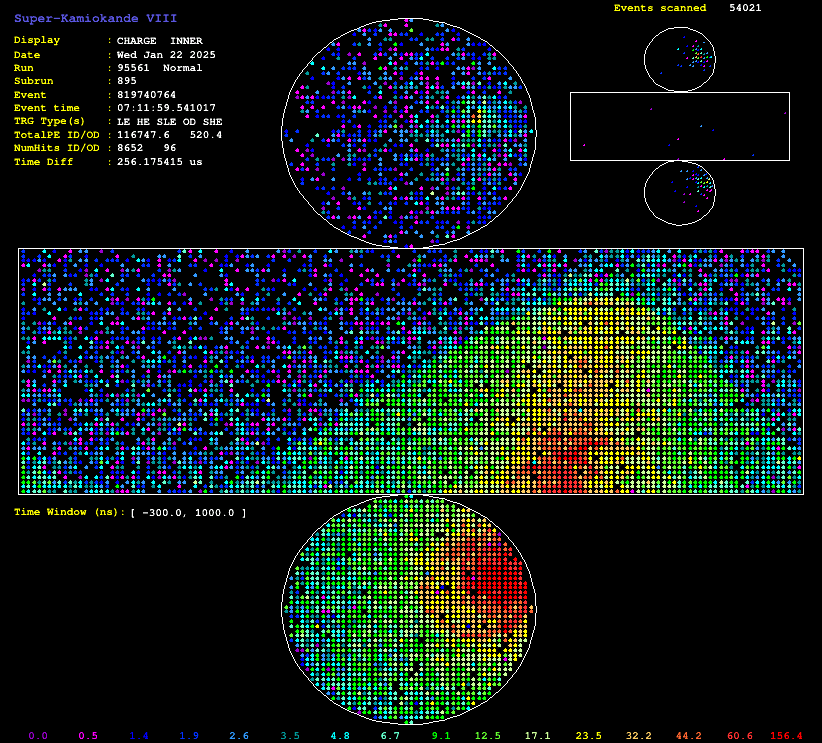 Super-Kamiokande VIII
Events scanned 54021
Display : CHARGE INNER
Date : Wed Jan 22 2025
Run : 95561 Normal
Subrun : 895
Event : 819740764
Event time : 07:11:59.541017
TRG Type(s) : LE HE SLE OD SHE
TotalPE ID/OD : 116747.6 520.4
NumHits ID/OD : 8652 96
Time Diff : 256.175415 us
Time Window (ns): [ -300.0, 1000.0 ]
0.0 0.5 1.4 1.9 2.6 3.5 4.8 6.7 9.1 12.5 17.1 23.5 32.2 44.2 60.6 156.4